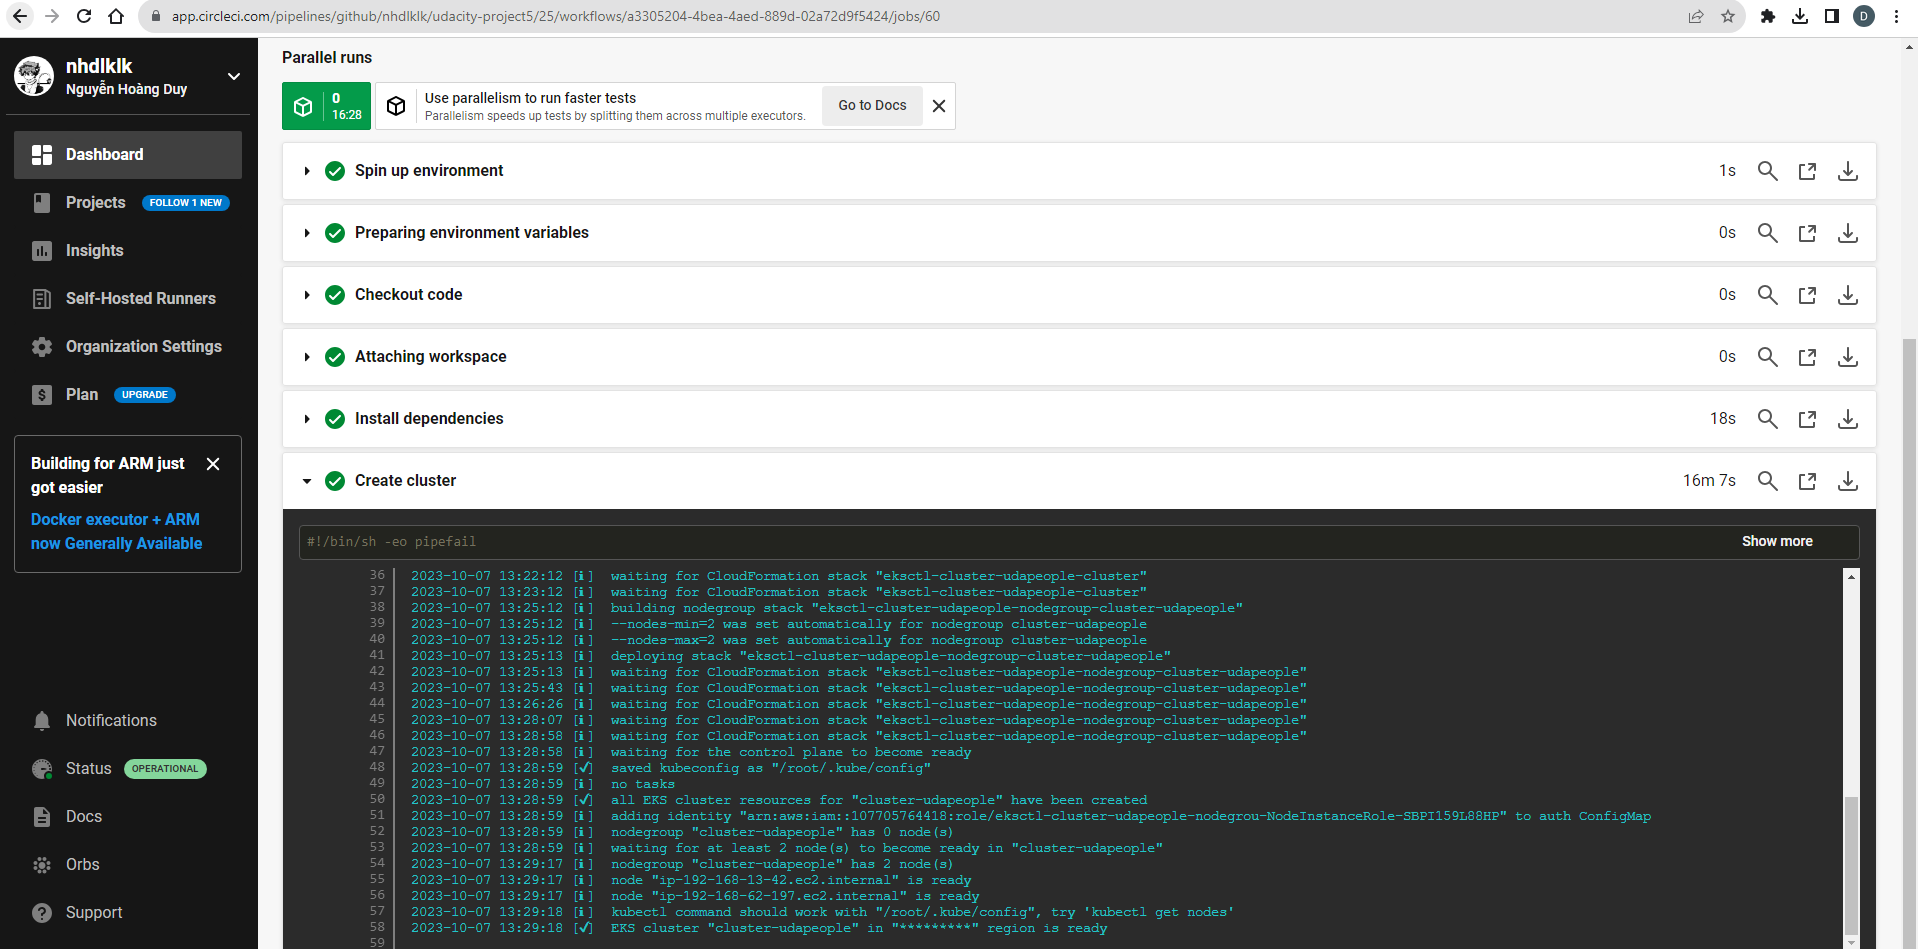 app.circleci.com/pipelines/github/nhdlklk/udacity-project5/25/workflows/a3305204-4bea-4aed-889d-02a72d9f5424/jobs/60
D
nhdlklk
Nguyễn Hoàng Duy
Dashboard
Projects FOLLOW 1 NEW
Insights
Self-Hosted Runners
Organization Settings
Plan UPGRADE
Building for ARM just
got easier
Docker executor + ARM
now Generally Available
Notifications
Status OPERATIONAL
Docs
Orbs
Support
Parallel runs
0
16:28
Use parallelism to run faster tests
Parallelism speeds up tests by splitting them across multiple executors.
Go to Docs
Spin up environment 1s
Preparing environment variables 0s
Checkout code 0s
Attaching workspace 0s
Install dependencies 18s
Create cluster 16m 7s
#!/bin/sh -eo pipefail Show more
36 2023-10-07 13:22:12 [ℹ] waiting for CloudFormation stack "eksctl-cluster-udapeople-cluster"
37 2023-10-07 13:23:12 [ℹ] waiting for CloudFormation stack "eksctl-cluster-udapeople-cluster"
38 2023-10-07 13:25:12 [ℹ] building nodegroup stack "eksctl-cluster-udapeople-nodegroup-cluster-udapeople"
39 2023-10-07 13:25:12 [ℹ] --nodes-min=2 was set automatically for nodegroup cluster-udapeople
40 2023-10-07 13:25:12 [ℹ] --nodes-max=2 was set automatically for nodegroup cluster-udapeople
41 2023-10-07 13:25:13 [ℹ] deploying stack "eksctl-cluster-udapeople-nodegroup-cluster-udapeople"
42 2023-10-07 13:25:13 [ℹ] waiting for CloudFormation stack "eksctl-cluster-udapeople-nodegroup-cluster-udapeople"
43 2023-10-07 13:25:43 [ℹ] waiting for CloudFormation stack "eksctl-cluster-udapeople-nodegroup-cluster-udapeople"
44 2023-10-07 13:26:26 [ℹ] waiting for CloudFormation stack "eksctl-cluster-udapeople-nodegroup-cluster-udapeople"
45 2023-10-07 13:28:07 [ℹ] waiting for CloudFormation stack "eksctl-cluster-udapeople-nodegroup-cluster-udapeople"
46 2023-10-07 13:28:58 [ℹ] waiting for CloudFormation stack "eksctl-cluster-udapeople-nodegroup-cluster-udapeople"
47 2023-10-07 13:28:58 [ℹ] waiting for the control plane to become ready
48 2023-10-07 13:28:59 [✔] saved kubeconfig as "/root/.kube/config"
49 2023-10-07 13:28:59 [ℹ] no tasks
50 2023-10-07 13:28:59 [✔] all EKS cluster resources for "cluster-udapeople" have been created
51 2023-10-07 13:28:59 [ℹ] adding identity "arn:aws:iam::107705764418:role/eksctl-cluster-udapeople-nodegrou-NodeInstanceRole-SBPI159L88HP" to auth ConfigMap
52 2023-10-07 13:28:59 [ℹ] nodegroup "cluster-udapeople" has 0 node(s)
53 2023-10-07 13:28:59 [ℹ] waiting for at least 2 node(s) to become ready in "cluster-udapeople"
54 2023-10-07 13:29:17 [ℹ] nodegroup "cluster-udapeople" has 2 node(s)
55 2023-10-07 13:29:17 [ℹ] node "ip-192-168-13-42.ec2.internal" is ready
56 2023-10-07 13:29:17 [ℹ] node "ip-192-168-62-197.ec2.internal" is ready
57 2023-10-07 13:29:18 [ℹ] kubectl command should work with "/root/.kube/config", try 'kubectl get nodes'
58 2023-10-07 13:29:18 [✔] EKS cluster "cluster-udapeople" in "*********" region is ready
59